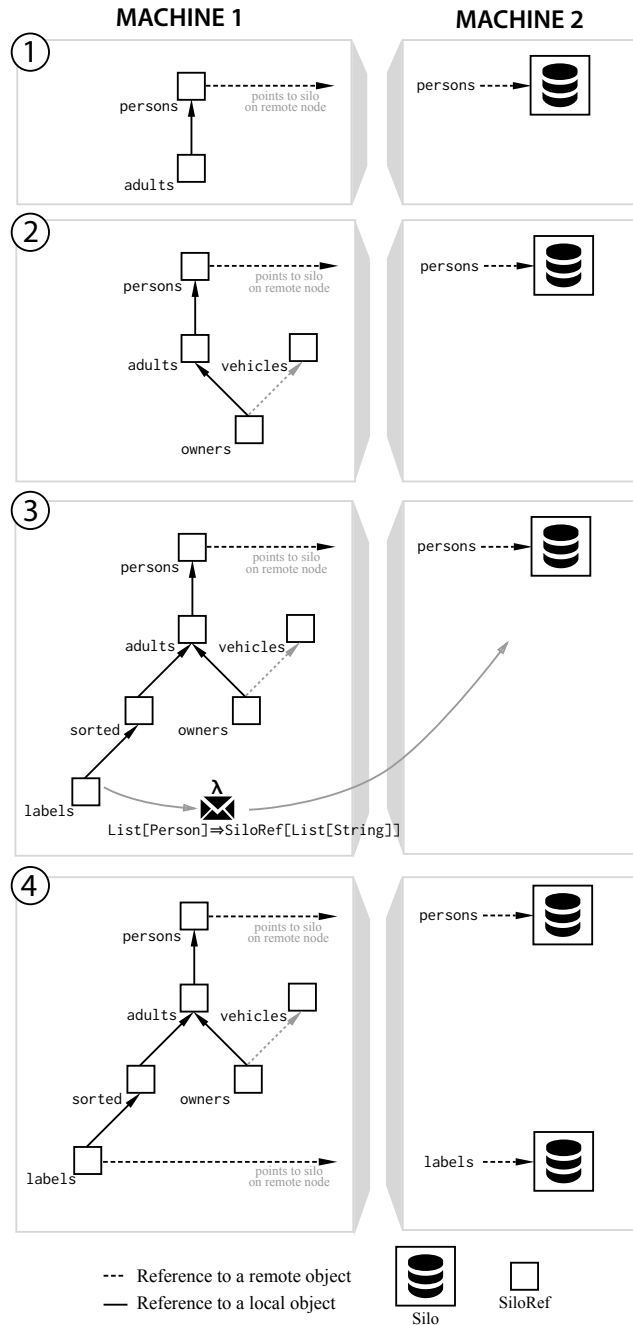 MACHINE 1 MACHINE 2
1
persons
points to silo
on remote node
adults
persons
2
persons
points to silo
on remote node
adults
vehicles
owners
persons
3
persons
points to silo
on remote node
adults
vehicles
sorted
owners
labels
λ
List[Person]⇒SiloRef[List[String]]
persons
4
persons
points to silo
on remote node
adults
vehicles
sorted
owners
labels
points to silo
on remote node
persons
labels
Reference to a remote object
Reference to a local object
Silo
SiloRef